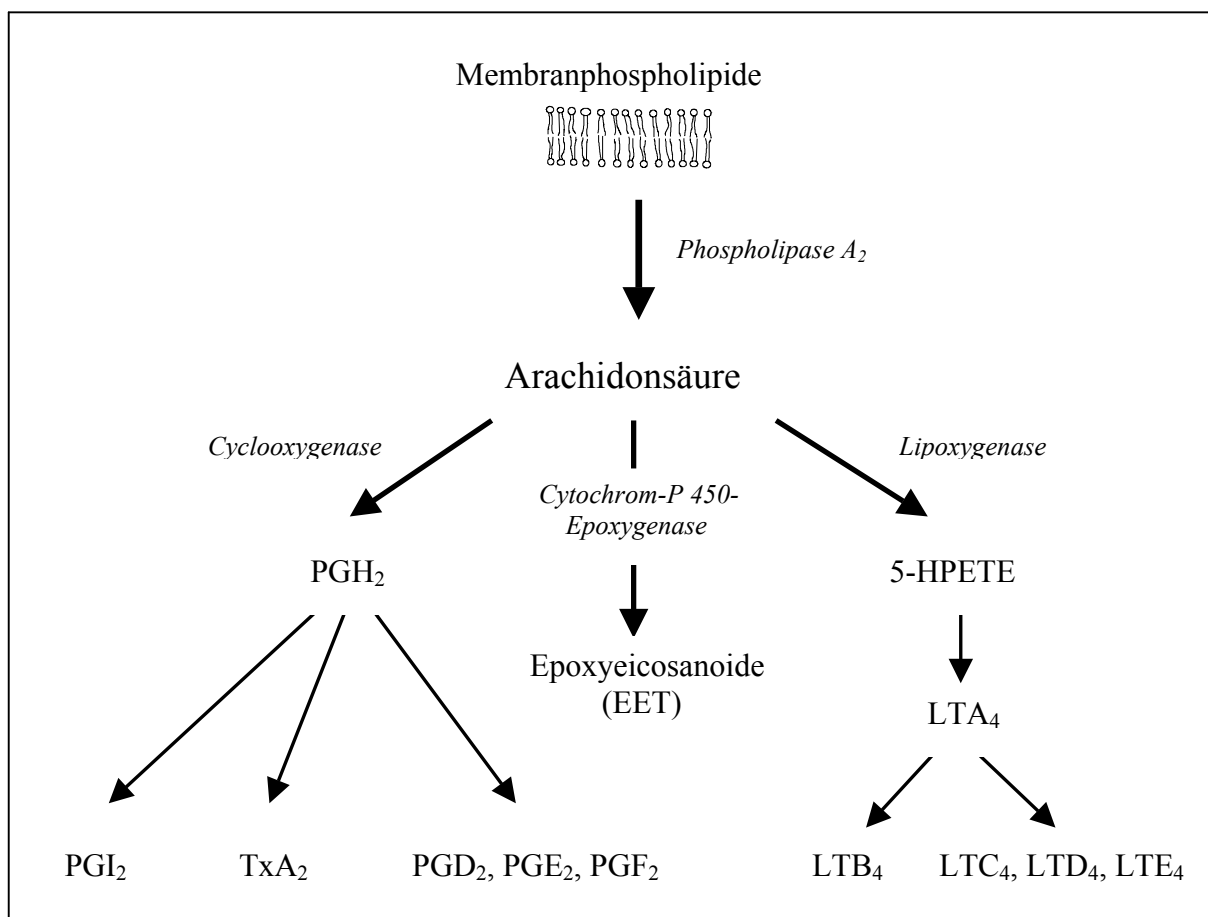 Membranphospholipide
Phospholipase A₂
Arachidonsäure
Cyclooxygenase
Lipoxygenase
Cytochrom-P 450-
Epoxygenase
PGH₂
5-HPETE
Epoxyeicosanoide
(EET)
LTA₄
PGI₂
TxA₂
PGD₂, PGE₂, PGF₂
LTB₄
LTC₄, LTD₄, LTE₄